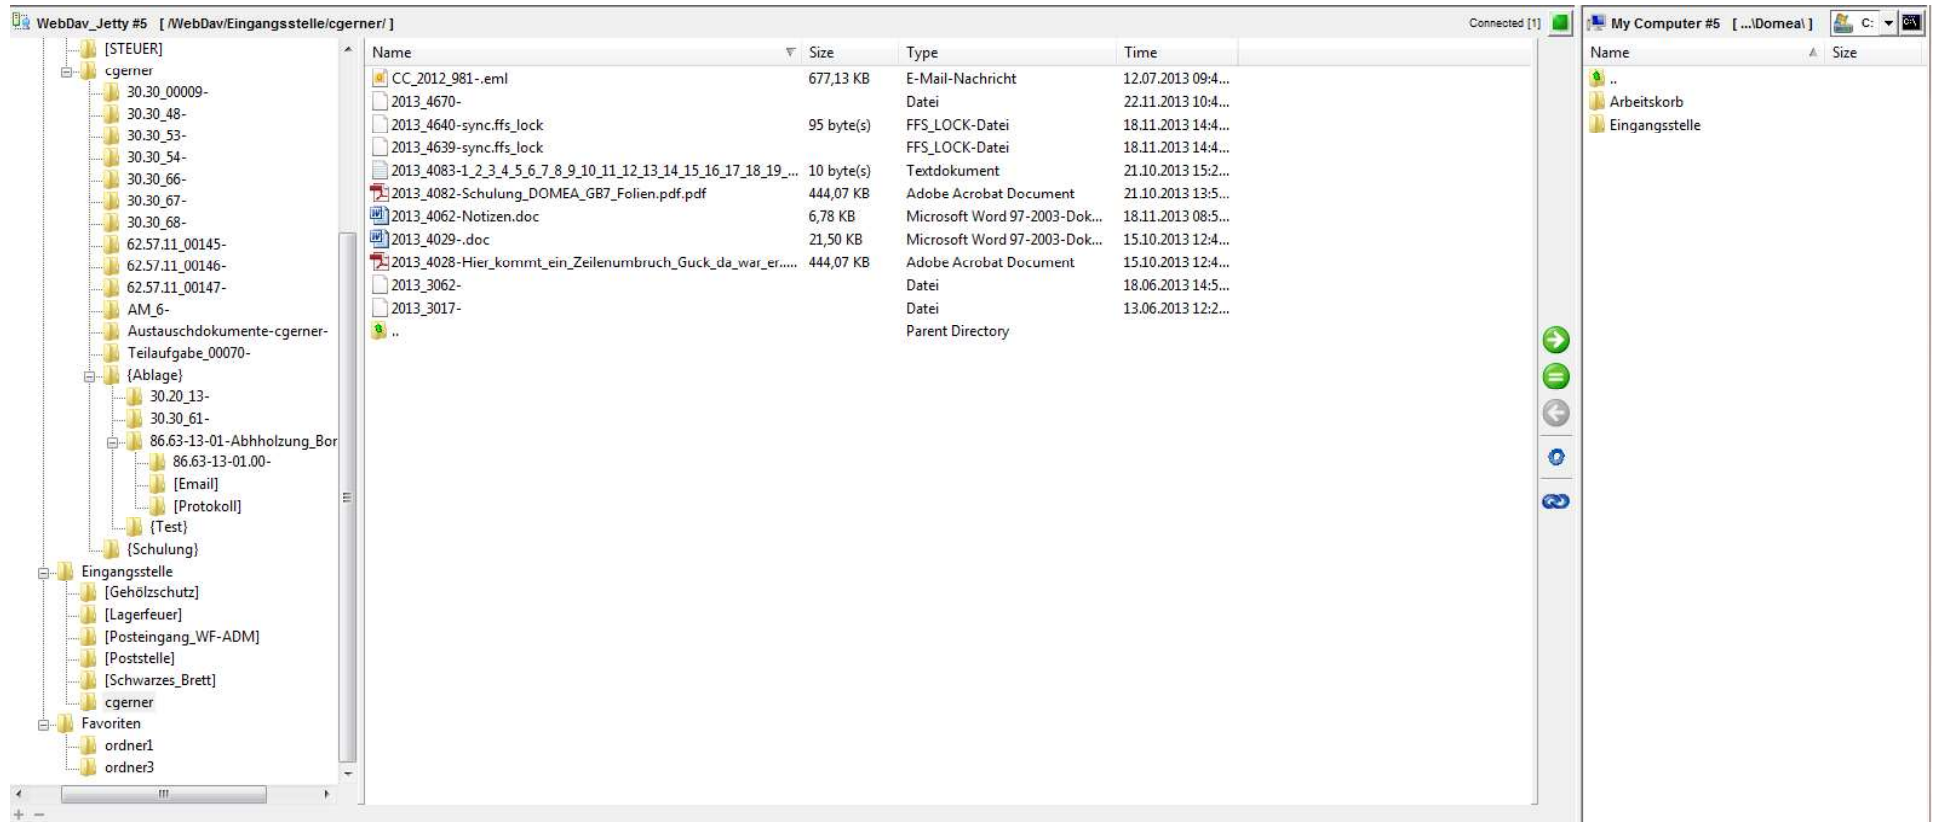 WebDav_Jetty #5 [ /WebDav/Eingangsstelle/cgerner/ ]
Connected [1]
[STEUER]
cgerner
30.30_00009-
30.30_48-
30.30_53-
30.30_54-
30.30_66-
30.30_67-
30.30_68-
62.57.11_00145-
62.57.11_00146-
62.57.11_00147-
AM_6-
Austauschdokumente-cgerner-
Teilaufgabe_00070-
{Ablage}
30.20_13-
30.30_61-
86.63-13-01-Abhholzung_Bor
86.63-13-01.00-
[Email]
[Protokoll]
{Test}
{Schulung}
Eingangsstelle
[Gehölzschutz]
[Lagerfeuer]
[Posteingang_WF-ADM]
[Poststelle]
[Schwarzes_Brett]
cgerner
Favoriten
ordner1
ordner3
Name Size Type Time
CC_2012_981-.eml 677,13 KB E-Mail-Nachricht 12.07.2013 09:4...
2013_4670- Datei 22.11.2013 10:4...
2013_4640-sync.ffs_lock 95 byte(s) FFS_LOCK-Datei 18.11.2013 14:4...
2013_4639-sync.ffs_lock FFS_LOCK-Datei 18.11.2013 14:4...
2013_4083-1_2_3_4_5_6_7_8_9_10_11_12_13_14_15_16_17_18_19_... 10 byte(s) Textdokument 21.10.2013 15:2...
2013_4082-Schulung_DOMEA_GB7_Folien.pdf.pdf 444,07 KB Adobe Acrobat Document 21.10.2013 13:5...
2013_4062-Notizen.doc 6,78 KB Microsoft Word 97-2003-Dok... 18.11.2013 08:5...
2013_4029-.doc 21,50 KB Microsoft Word 97-2003-Dok... 15.10.2013 12:4...
2013_4028-Hier_kommt_ein_Zeilenumbruch_Guck_da_war_er..... 444,07 KB Adobe Acrobat Document 15.10.2013 12:4...
2013_3062- Datei 18.06.2013 14:5...
2013_3017- Datei 13.06.2013 12:2...
.. Parent Directory
My Computer #5 [ ...\Domea\ ] C:
Name Size
..
Arbeitskorb
Eingangsstelle